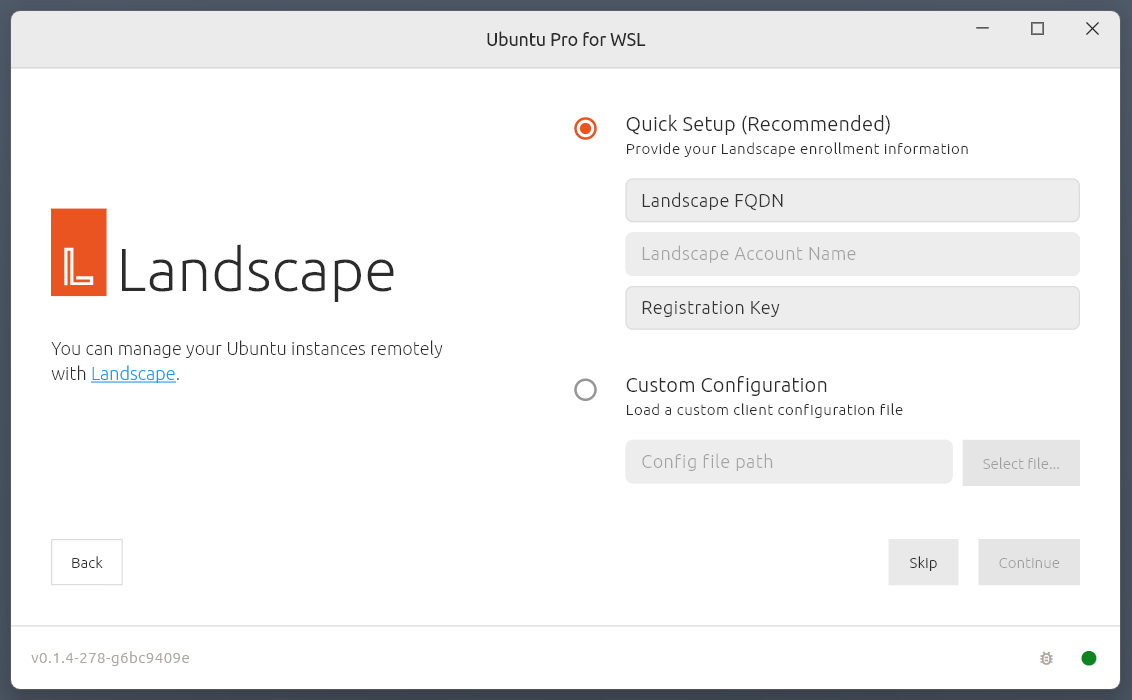 Ubuntu Pro for WSL
Landscape
You can manage your Ubuntu instances remotely
with Landscape.
Quick Setup (Recommended)
Provide your Landscape enrollment information
Landscape FQDN
Landscape Account Name
Registration Key
Custom Configuration
Load a custom client configuration file
Config file path
Select file...
Back
Skip
Continue
v0.1.4-278-g6bc9409e